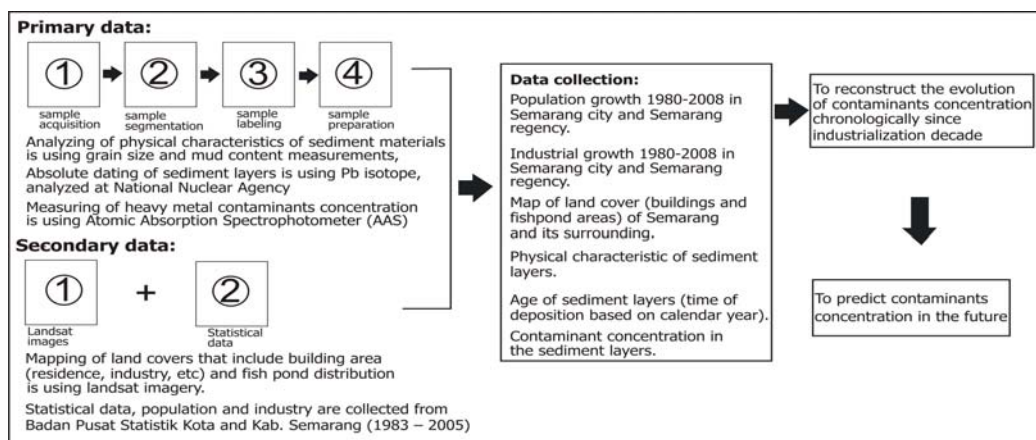 Primary data:
1
2
3
4
sample
acquisition
sample
segmentation
sample
labeling
sample
preparation
Analyzing of physical characteristics of sediment materials
is using grain size and mud content measurements,
Absolute dating of sediment layers is using Pb isotope,
analyzed at National Nuclear Agency
Measuring of heavy metal contaminants concentration
is using Atomic Absorption Spectrophotometer (AAS)
Secondary data:
1
+
2
Landsat
images
Statistical
data
Mapping of land covers that include building area
(residence, industry, etc) and fish pond distribution
is using landsat imagery.
Statistical data, population and industry are collected from
Badan Pusat Statistik Kota and Kab. Semarang (1983 – 2005)
Data collection:
Population growth 1980-2008 in
Semarang city and Semarang
regency.
Industrial growth 1980-2008 in
Semarang city and Semarang
regency.
Map of land cover (buildings and
fishpond areas) of Semarang
and its surrounding.
Physical characteristic of sediment
layers.
Age of sediment layers (time of
deposition based on calendar year).
Contaminant concentration in
the sediment layers.
To reconstruct the evolution
of contaminants concentration
chronologically since
industrialization decade
To predict contaminants
concentration in the future